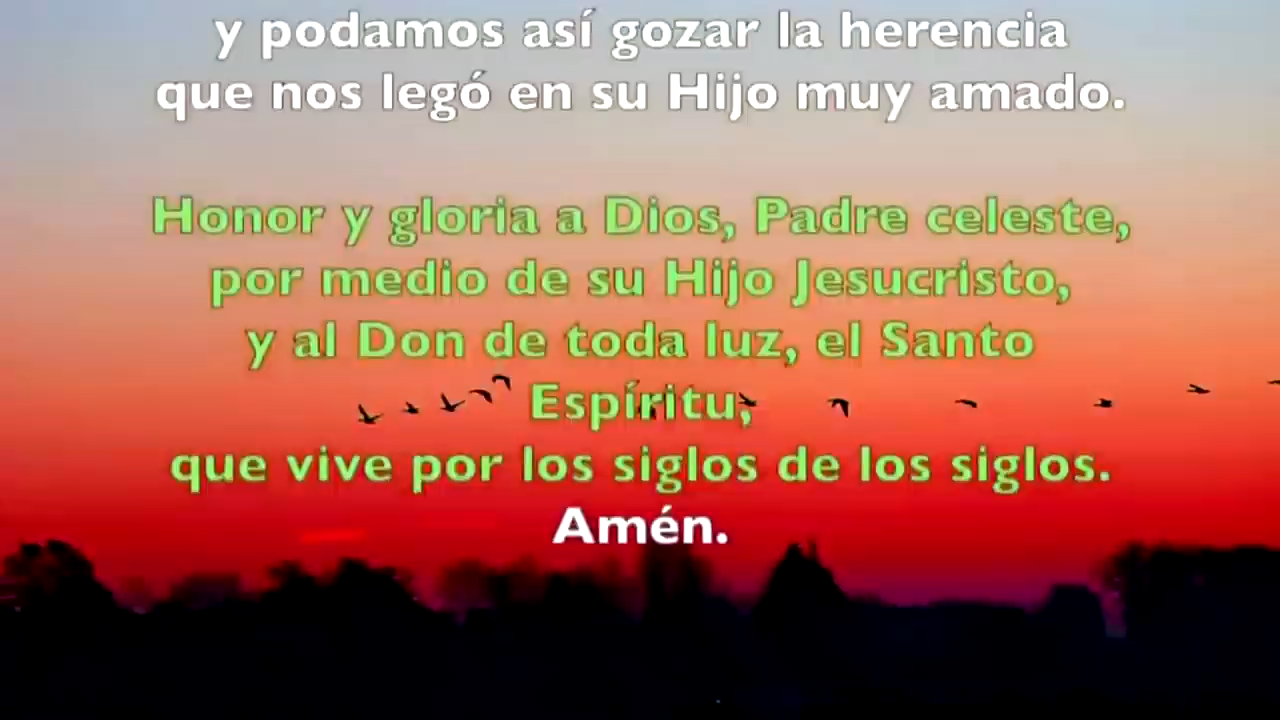 y podamos así gozar la herencia
que nos legó en su Hijo muy amado.
Honor y gloria a Dios, Padre celeste,
por medio de su Hijo Jesucristo,
y al Don de toda luz, el Santo
Espíritu,
que vive por los siglos de los siglos.
Amén.